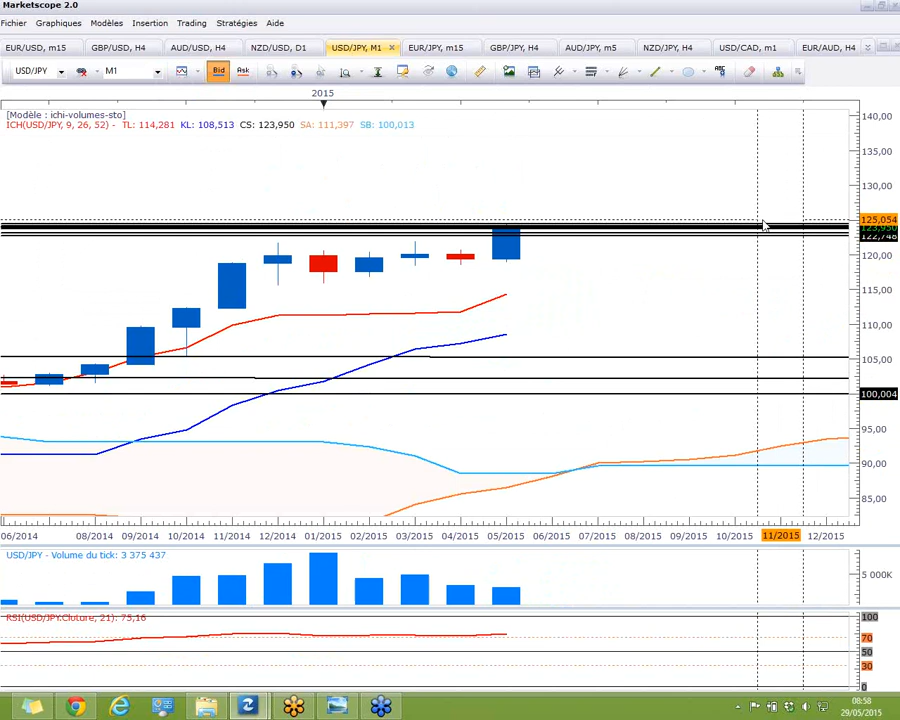 Marketscope 2.0
Fichier Graphiques Modèles Insertion Trading Stratégies Aide
EUR/USD, m15 GBP/USD, H4 AUD/USD, H4 NZD/USD, D1 USD/JPY, M1 EUR/JPY, m15 GBP/JPY, H4 AUD/JPY, m5 NZD/JPY, H4 USD/CAD, m1 EUR/AUD, H4
USD/JPY M1 Bid Ask
2015
[Modèle : ichi-volumes-sto]
ICH(USD/JPY, 9, 26, 52) - TL: 114,281 KL: 108,513 CS: 123,950 SA: 111,397 SB: 100,013
140,00
135,00
130,00
125,054
123,950
122,748
120,00
115,00
110,00
105,00
100,004
95,00
90,00
85,00
06/2014 08/2014 09/2014 10/2014 11/2014 12/2014 01/2015 02/2015 03/2015 04/2015 05/2015 06/2015 07/2015 08/2015 09/2015 10/2015 11/2015 12/2015
USD/JPY - Volume du tick: 3 375 437
5 000K
RSI(USD/JPY.Cloture, 21): 75,16
100
70
50
30
0
08:58
29/05/2015